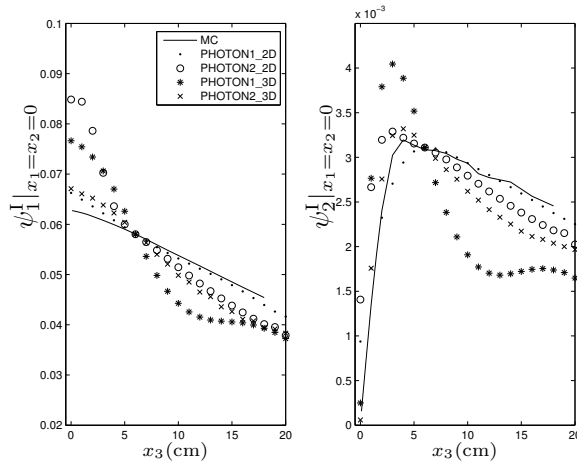 0.1
0.09
0.08
0.07
0.06
0.05
0.04
0.03
0.02
0
5
10
15
20
x₃(cm)
ψ₁ᴵ|x₁=x₂=0
MC
PHOTON1_2D
PHOTON2_2D
PHOTON1_3D
PHOTON2_3D
x 10⁻³
4
3.5
3
2.5
2
1.5
1
0.5
0
0
5
10
15
20
x₃(cm)
ψ₂ᴵ|x₁=x₂=0